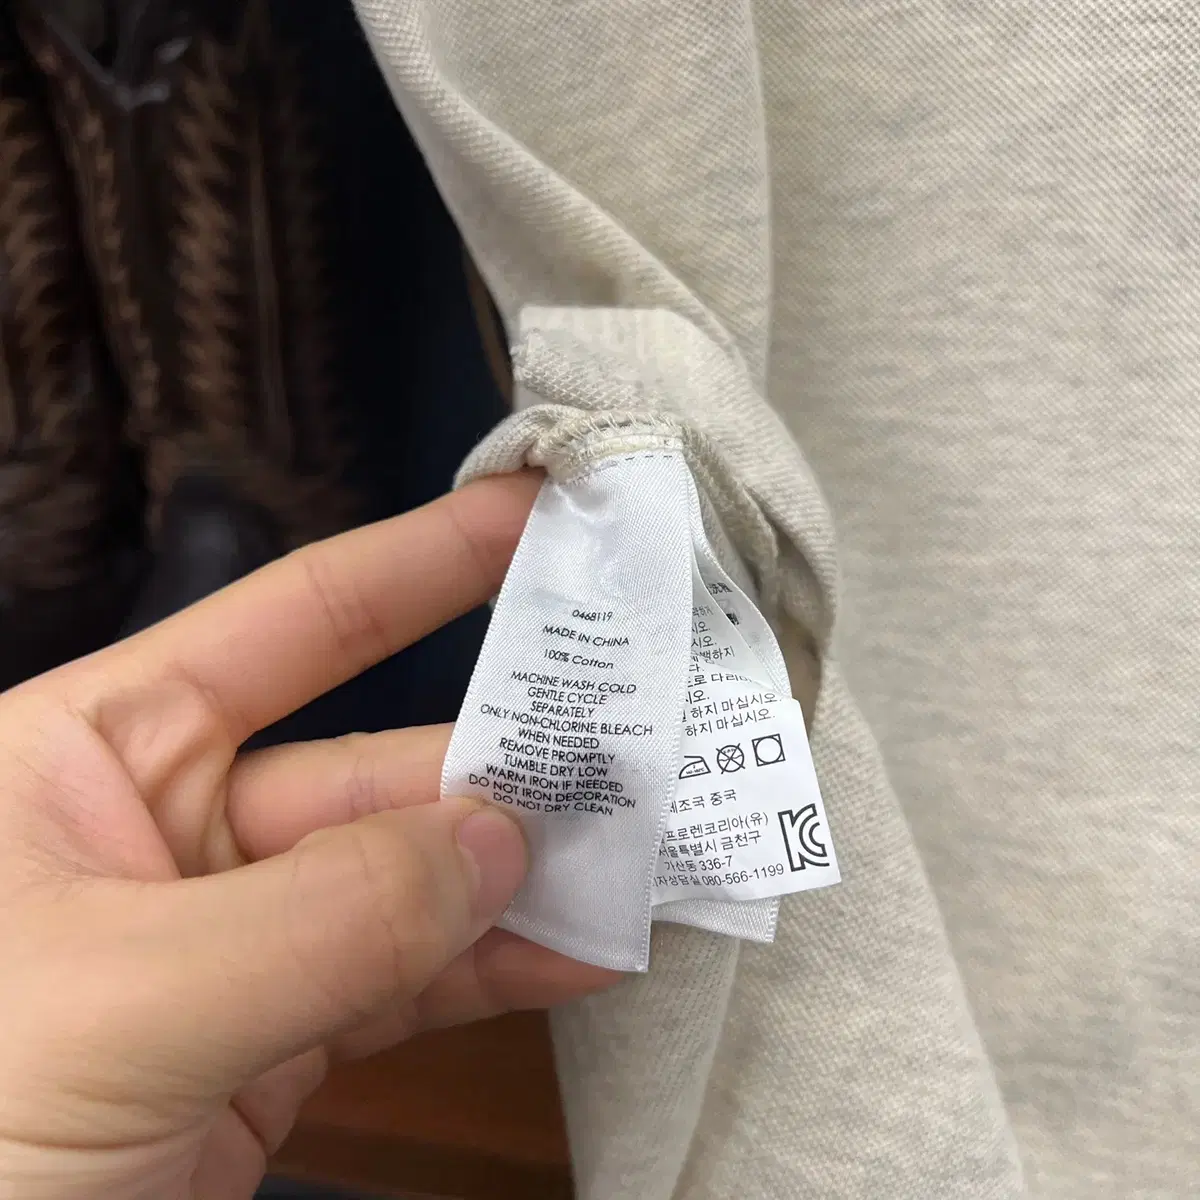 0468119
MADE IN CHINA
100% Cotton
MACHINE WASH COLD
GENTLE CYCLE
SEPARATELY
ONLY NON-CHLORINE BLEACH
WHEN NEEDED
REMOVE PROMPTLY
TUMBLE DRY LOW
WARM IRON IF NEEDED
DO NOT IRON DECORATION
DO NOT DRY CLEAN
하지 마십시오.
하지 마십시오.
제조국 중국
프로렌코리아(유)
서울특별시 금천구
가산동 336-7
080-566-1199